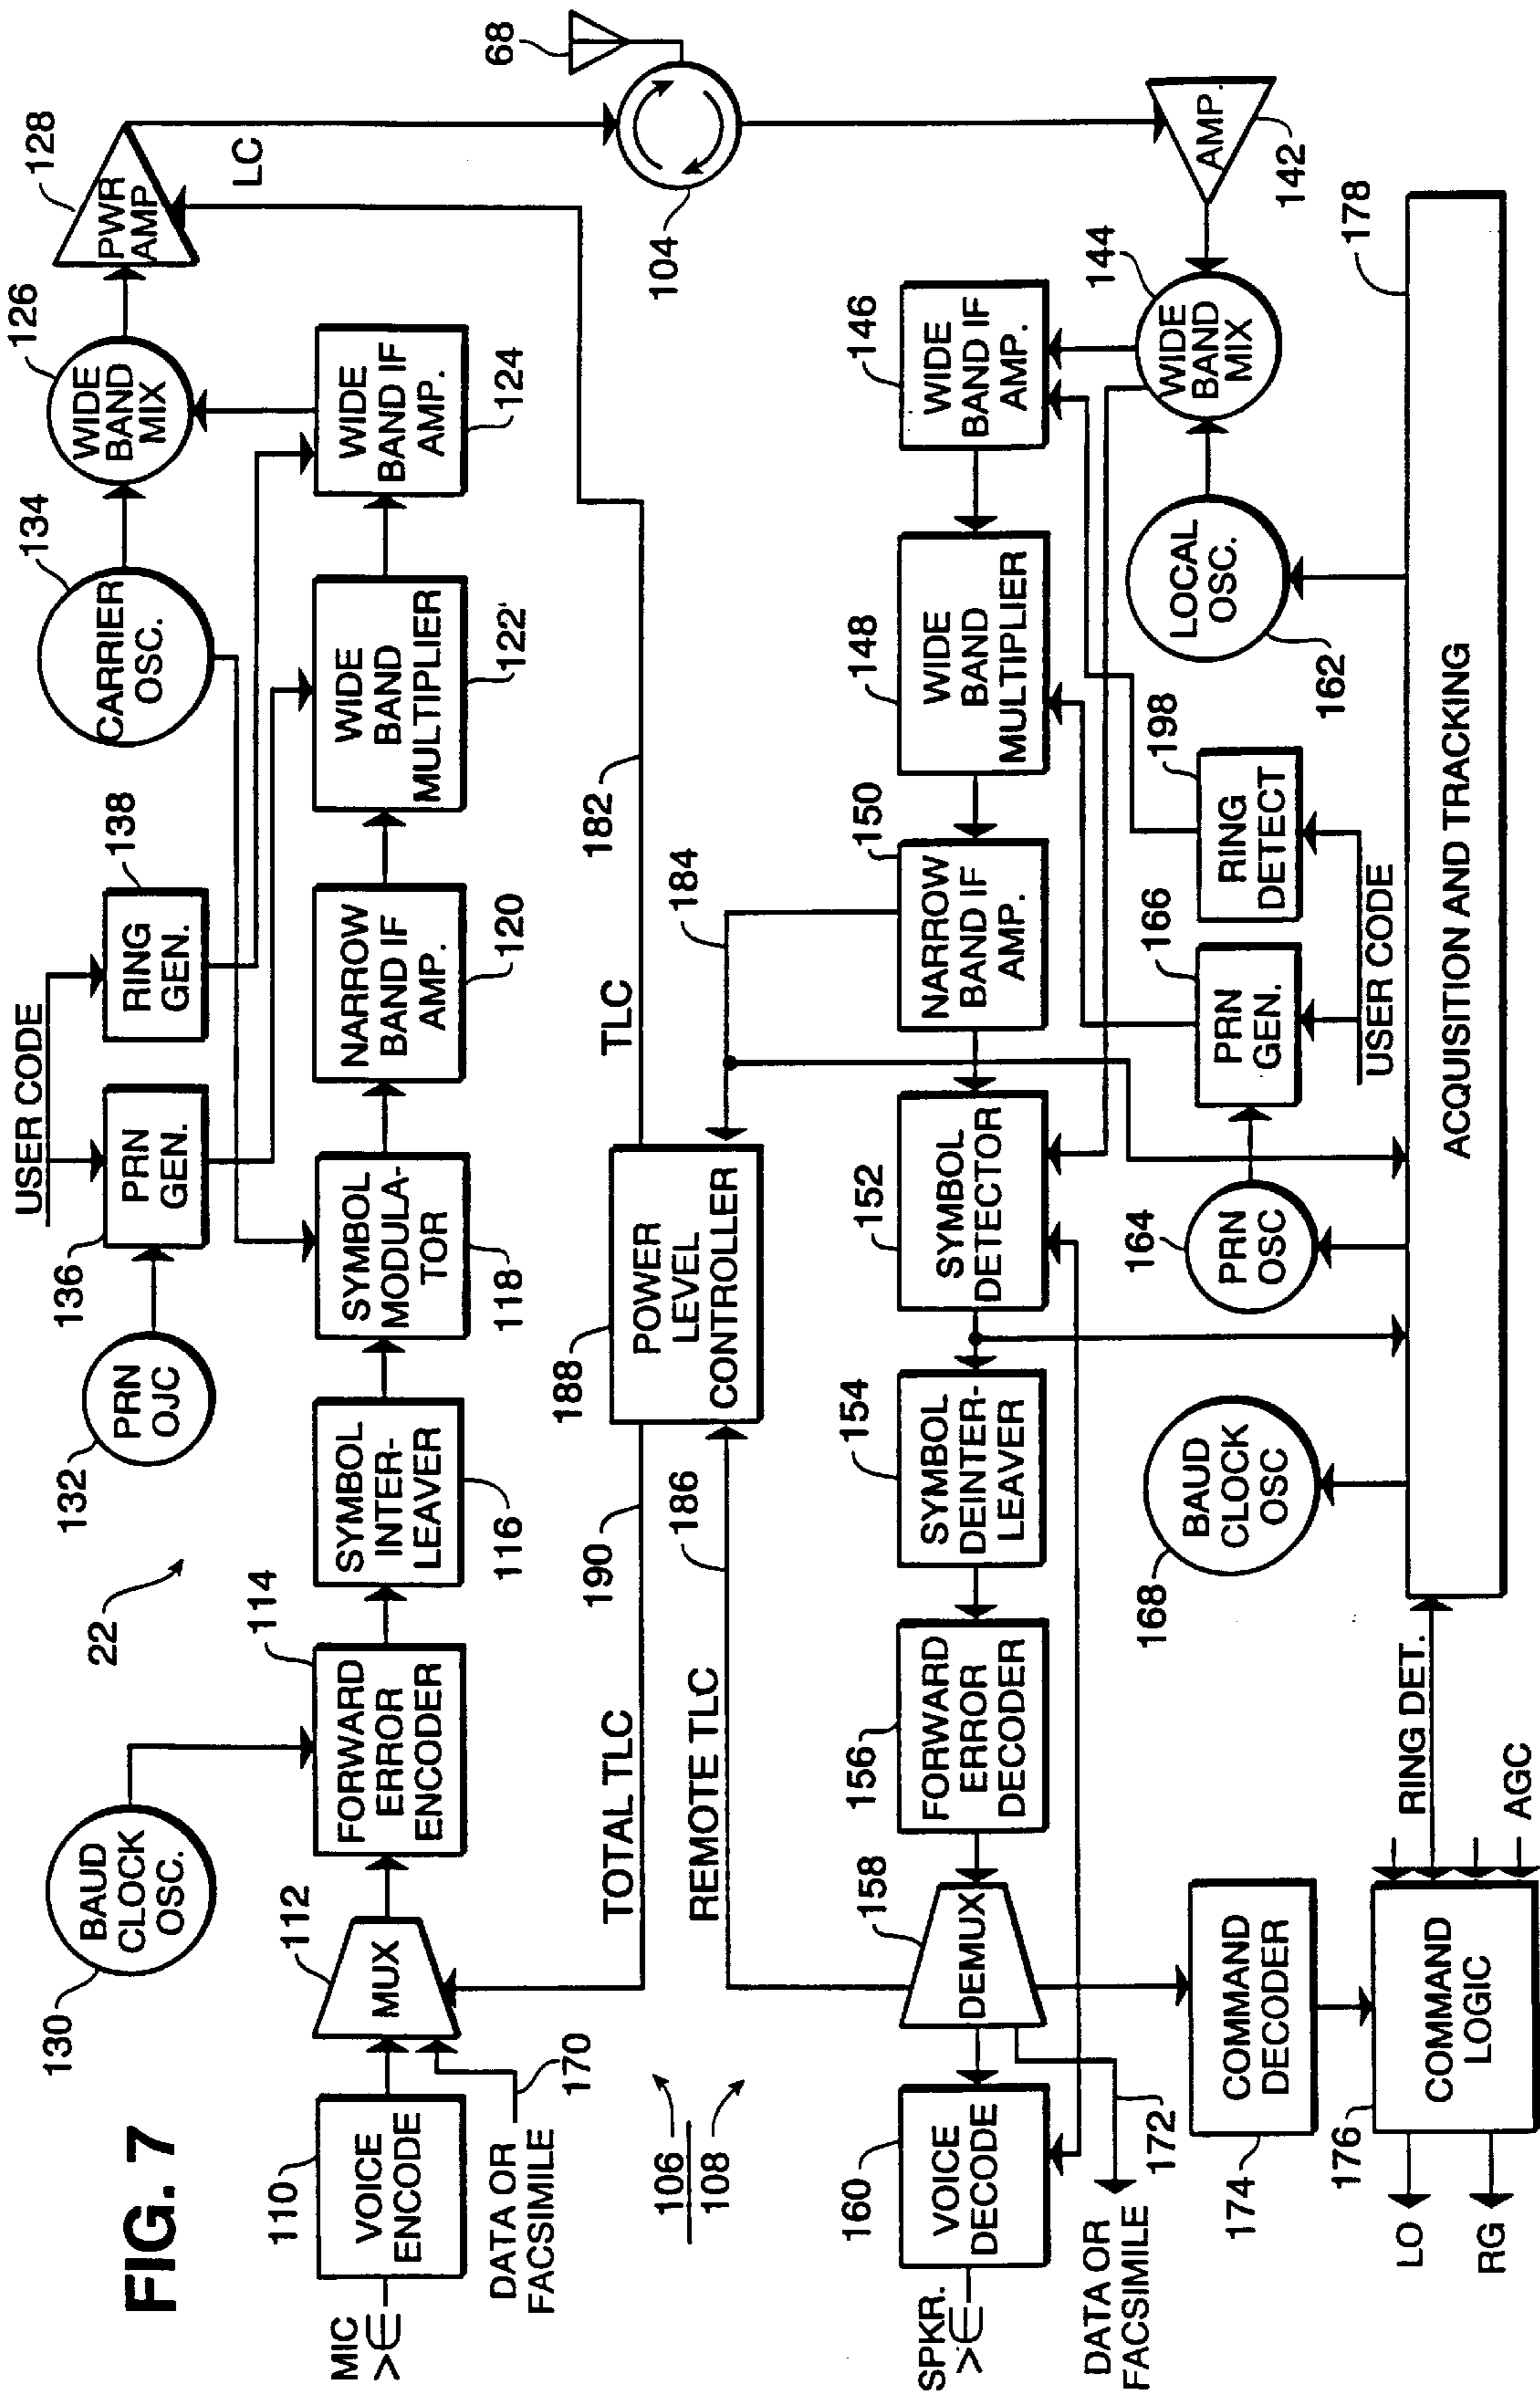 FIG. 7
22
130
BAUD
CLOCK
OSC.
132
PRN
OJC
136
PRN
GEN.
USER CODE
138
RING
GEN.
134
CARRIER
OSC.
126
WIDE
BAND
MIX
128
PWR
AMP
LC
MIC
110
VOICE
ENCODE
DATA OR
FACSIMILE
170
112
MUX
114
FORWARD
ERROR
ENCODER
116
SYMBOL
INTER-
LEAVER
118
SYMBOL
MODULA-
TOR
120
NARROW
BAND IF
AMP.
122'
WIDE
BAND
MULTIPLIER
124
WIDE
BAND IF
AMP.
68
104
106
108
TOTAL TLC
190
REMOTE TLC
186
188
POWER
LEVEL
CONTROLLER
TLC
182
184
SPKR.
160
VOICE
DECODE
DATA OR
FACSIMILE
172
158
DEMUX
156
FORWARD
ERROR
DECODER
154
SYMBOL
DEINTER-
LEAVER
152
SYMBOL
DETECTOR
150
NARROW
BAND IF
AMP.
148
WIDE
BAND
MULTIPLIER
146
WIDE
BAND IF
AMP.
144
WIDE
BAND
MIX
AMP.
142
174
COMMAND
DECODER
176
COMMAND
LOGIC
LO
RG
RING DET.
AGC
168
BAUD
CLOCK
OSC
164
PRN
OSC
166
PRN
GEN.
198
RING
DETECT
USER CODE
162
LOCAL
OSC.
178
ACQUISITION AND TRACKING